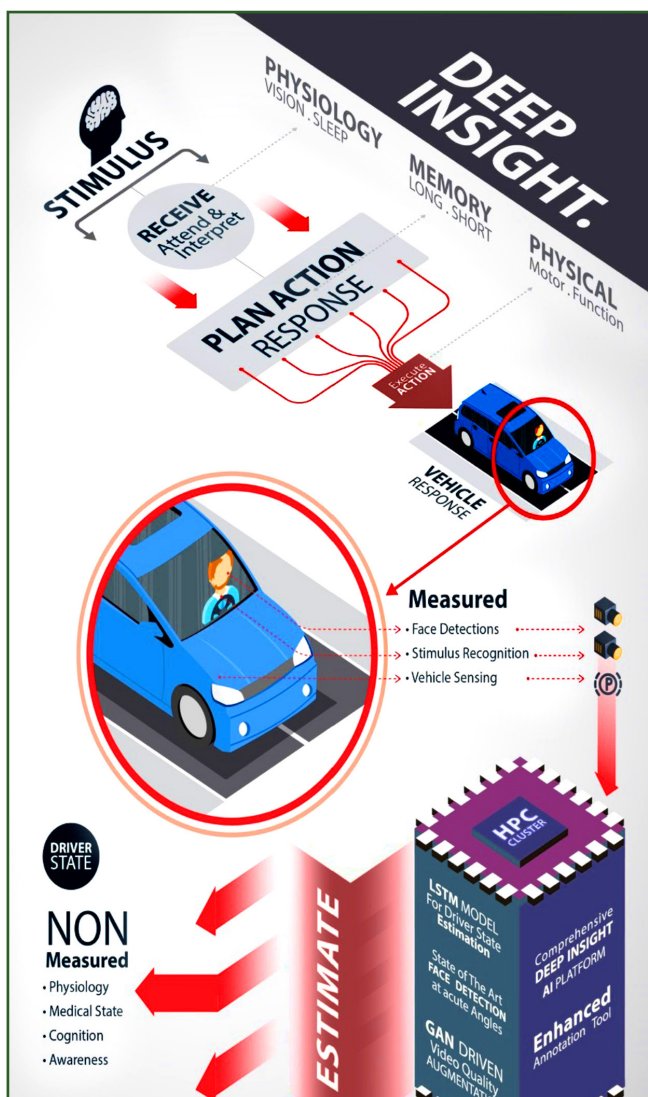 DEEP
INSIGHT.
PHYSIOLOGY
VISION . SLEEP
STIMULUS
MEMORY
LONG . SHORT
RECEIVE
Attend &
Interpret
PHYSICAL
Motor . Function
PLAN ACTION
RESPONSE
Execute
ACTION
VEHICLE
RESPONSE
Measured
• Face Detections
• Stimulus Recognition
• Vehicle Sensing
P
HPC
CLUSTER
DRIVER
STATE
NON
Measured
• Physiology
• Medical State
• Cognition
• Awareness
ESTIMATE
LSTM MODEL
For Driver State
Estimation
State of The Art
FACE DETECTION
at acute Angles
GAN DRIVEN
Video Quality
Comprehensive
DEEP INSIGHT
AI PLATFORM
Enhanced
Annotation Tool